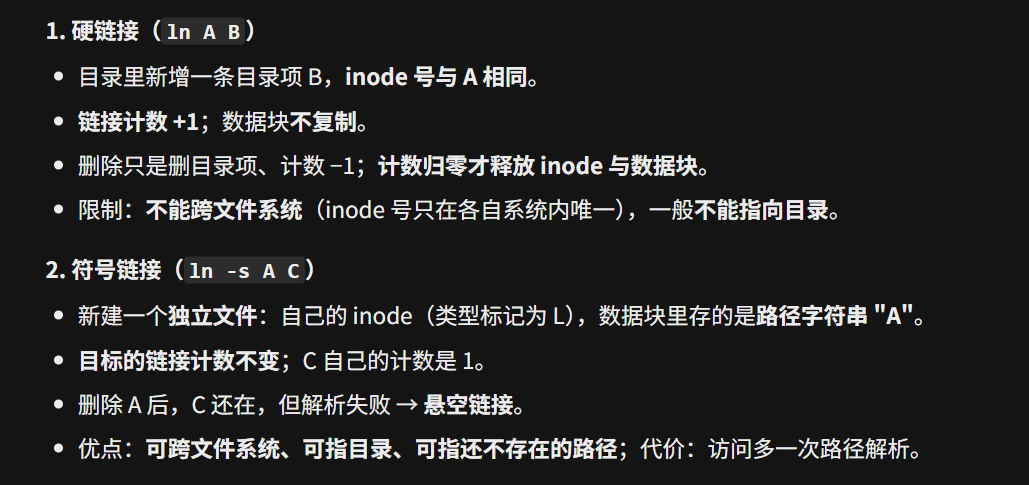 1. 硬链接（ln A B）
• 目录里新增一条目录项 B，inode 号与 A 相同。
• 链接计数 +1；数据块不复制。
• 删除只是删目录项、计数 −1；计数归零才释放 inode 与数据块。
• 限制：不能跨文件系统（inode 号只在各自系统内唯一），一般不能指向目录。
2. 符号链接（ln -s A C）
• 新建一个独立文件：自己的 inode（类型标记为 L），数据块里存的是路径字符串 "A"。
• 目标的链接计数不变；C 自己的计数是 1。
• 删除 A 后，C 还在，但解析失败 → 悬空链接。
• 优点：可跨文件系统、可指目录、可指还不存在的路径；代价：访问多一次路径解析。